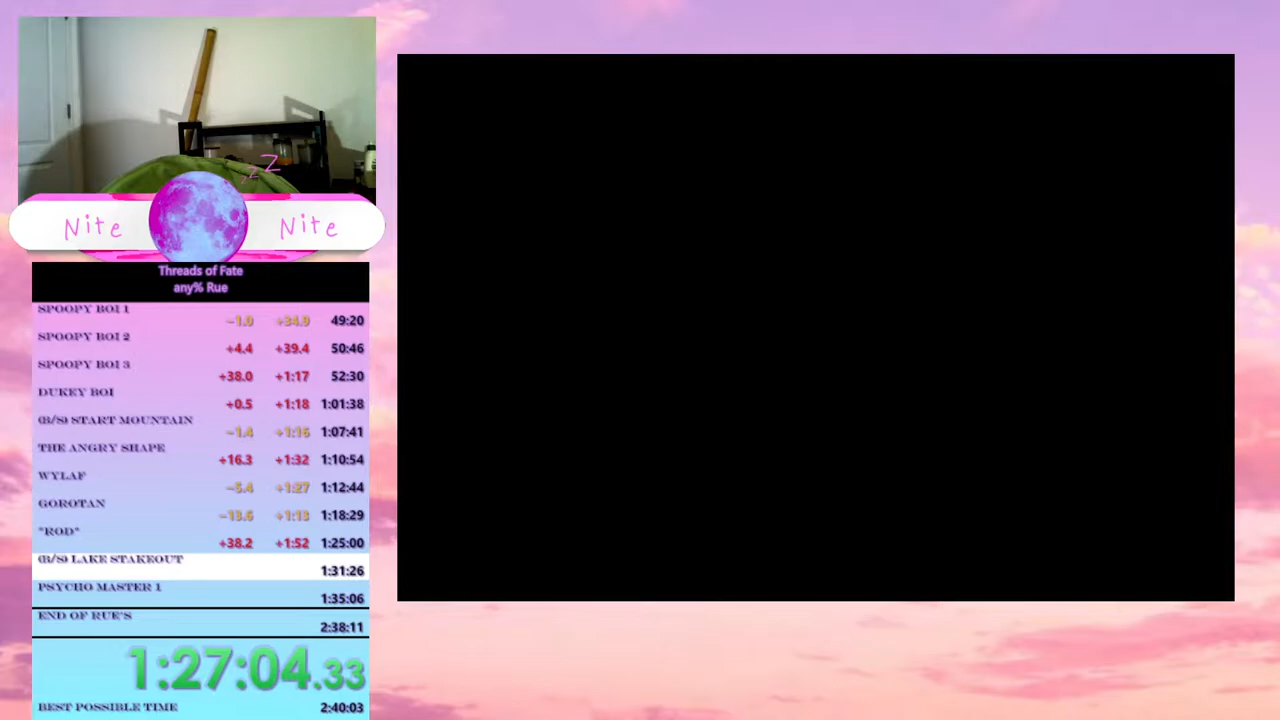 z Z
Nite Nite
Threads of Fate
any% Rue
SPOOPY BOI 1
-1.0 +34.9 49:20
SPOOPY BOI 2
+4.4 +39.4 50:46
SPOOPY BOI 3
+38.0 +1:17 52:30
DUKEY BOI
+0.5 +1:18 1:01:38
(B/S) START MOUNTAIN
-1.4 +1:16 1:07:41
THE ANGRY SHAPE
+16.3 +1:32 1:10:54
WYLAF
-5.4 +1:27 1:12:44
GOROTAN
-13.6 +1:13 1:18:29
"ROD"
+38.2 +1:52 1:25:00
(B/S) LAKE STAKEOUT
1:31:26
PSYCHO MASTER 1
1:35:06
END OF RUE'S
2:38:11
1:27:04.33
BEST POSSIBLE TIME 2:40:03